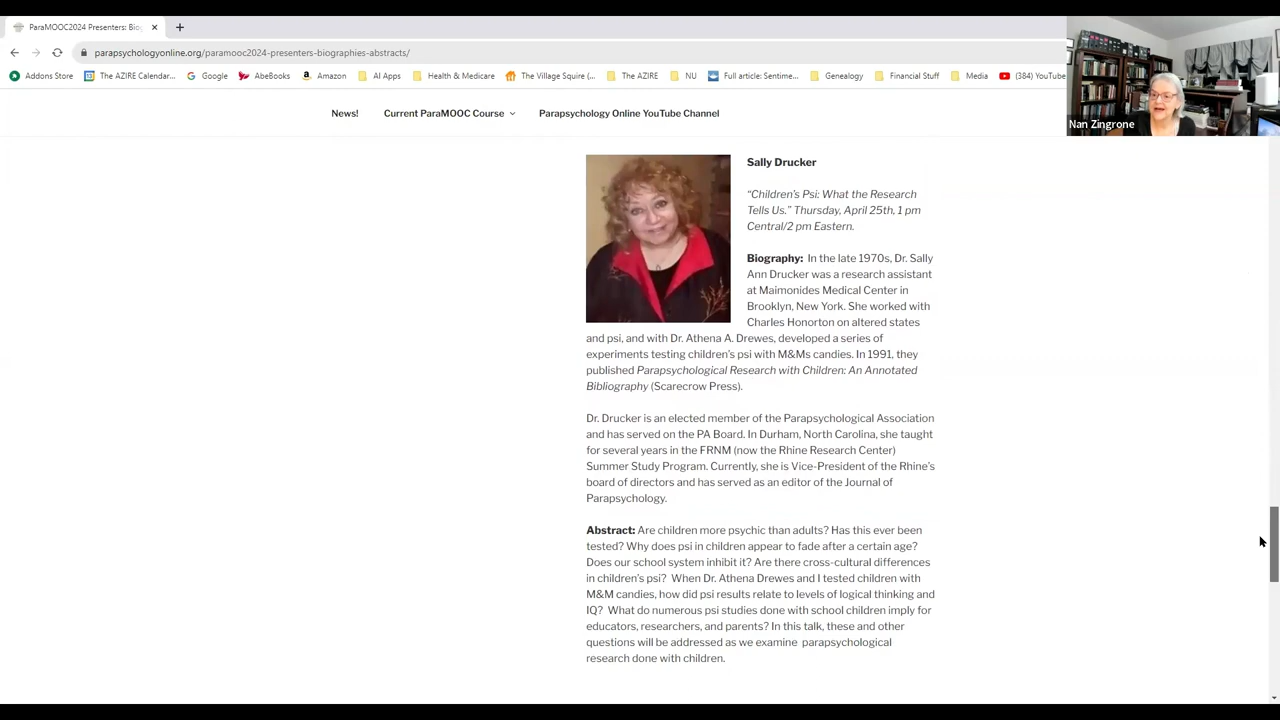 ParaMOOC2024 Presenters: Biog
parapsychologyonline.org/paramooc2024-presenters-biographies-abstracts/
Addons Store
The AZIRE Calendar...
Google
AbeBooks
Amazon
AI Apps
Health & Medicare
The Village Squire (...
The AZIRE
NU
Full article: Sentime...
Genealogy
Financial Stuff
Media
(384) YouTube
Nan Zingrone
News!
Current ParaMOOC Course
Parapsychology Online YouTube Channel
Sally Drucker
“Children’s Psi: What the Research
Tells Us.” Thursday, April 25th, 1 pm
Central/2 pm Eastern.
Biography: In the late 1970s, Dr. Sally
Ann Drucker was a research assistant
at Maimonides Medical Center in
Brooklyn, New York. She worked with
Charles Honorton on altered states
and psi, and with Dr. Athena A. Drewes, developed a series of
experiments testing children’s psi with M&Ms candies. In 1991, they
published Parapsychological Research with Children: An Annotated
Bibliography (Scarecrow Press).
Dr. Drucker is an elected member of the Parapsychological Association
and has served on the PA Board. In Durham, North Carolina, she taught
for several years in the FRNM (now the Rhine Research Center)
Summer Study Program. Currently, she is Vice-President of the Rhine’s
board of directors and has served as an editor of the Journal of
Parapsychology.
Abstract: Are children more psychic than adults? Has this ever been
tested? Why does psi in children appear to fade after a certain age?
Does our school system inhibit it? Are there cross-cultural differences
in children’s psi? When Dr. Athena Drewes and I tested children with
M&M candies, how did psi results relate to levels of logical thinking and
IQ? What do numerous psi studies done with school children imply for
educators, researchers, and parents? In this talk, these and other
questions will be addressed as we examine parapsychological
research done with children.